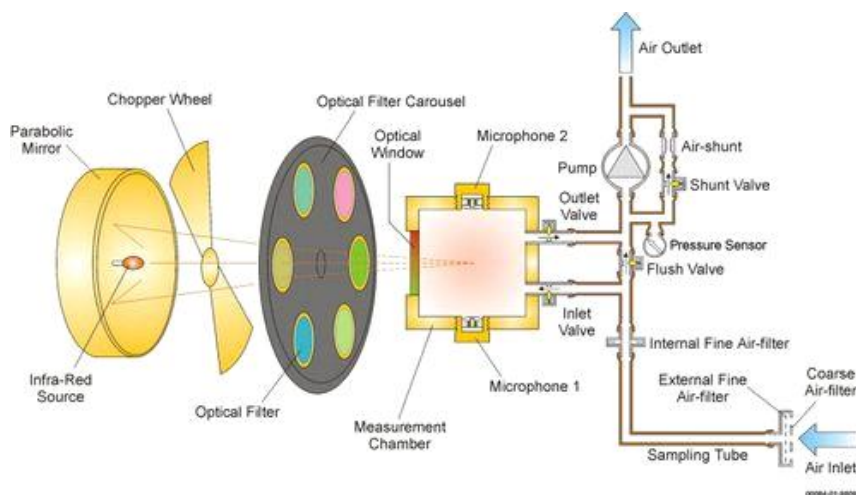 Air Outlet
Chopper Wheel
Optical Filter Carousel
Parabolic
Mirror
Optical
Window
Microphone 2
Air-shunt
Pump
Shunt Valve
Outlet
Valve
Pressure Sensor
Flush Valve
Inlet
Valve
Internal Fine Air-filter
Infra-Red
Source
Optical Filter
Microphone 1
Measurement
Chamber
External Fine
Air-filter
Coarse
Air-filter
Sampling Tube
Air Inlet